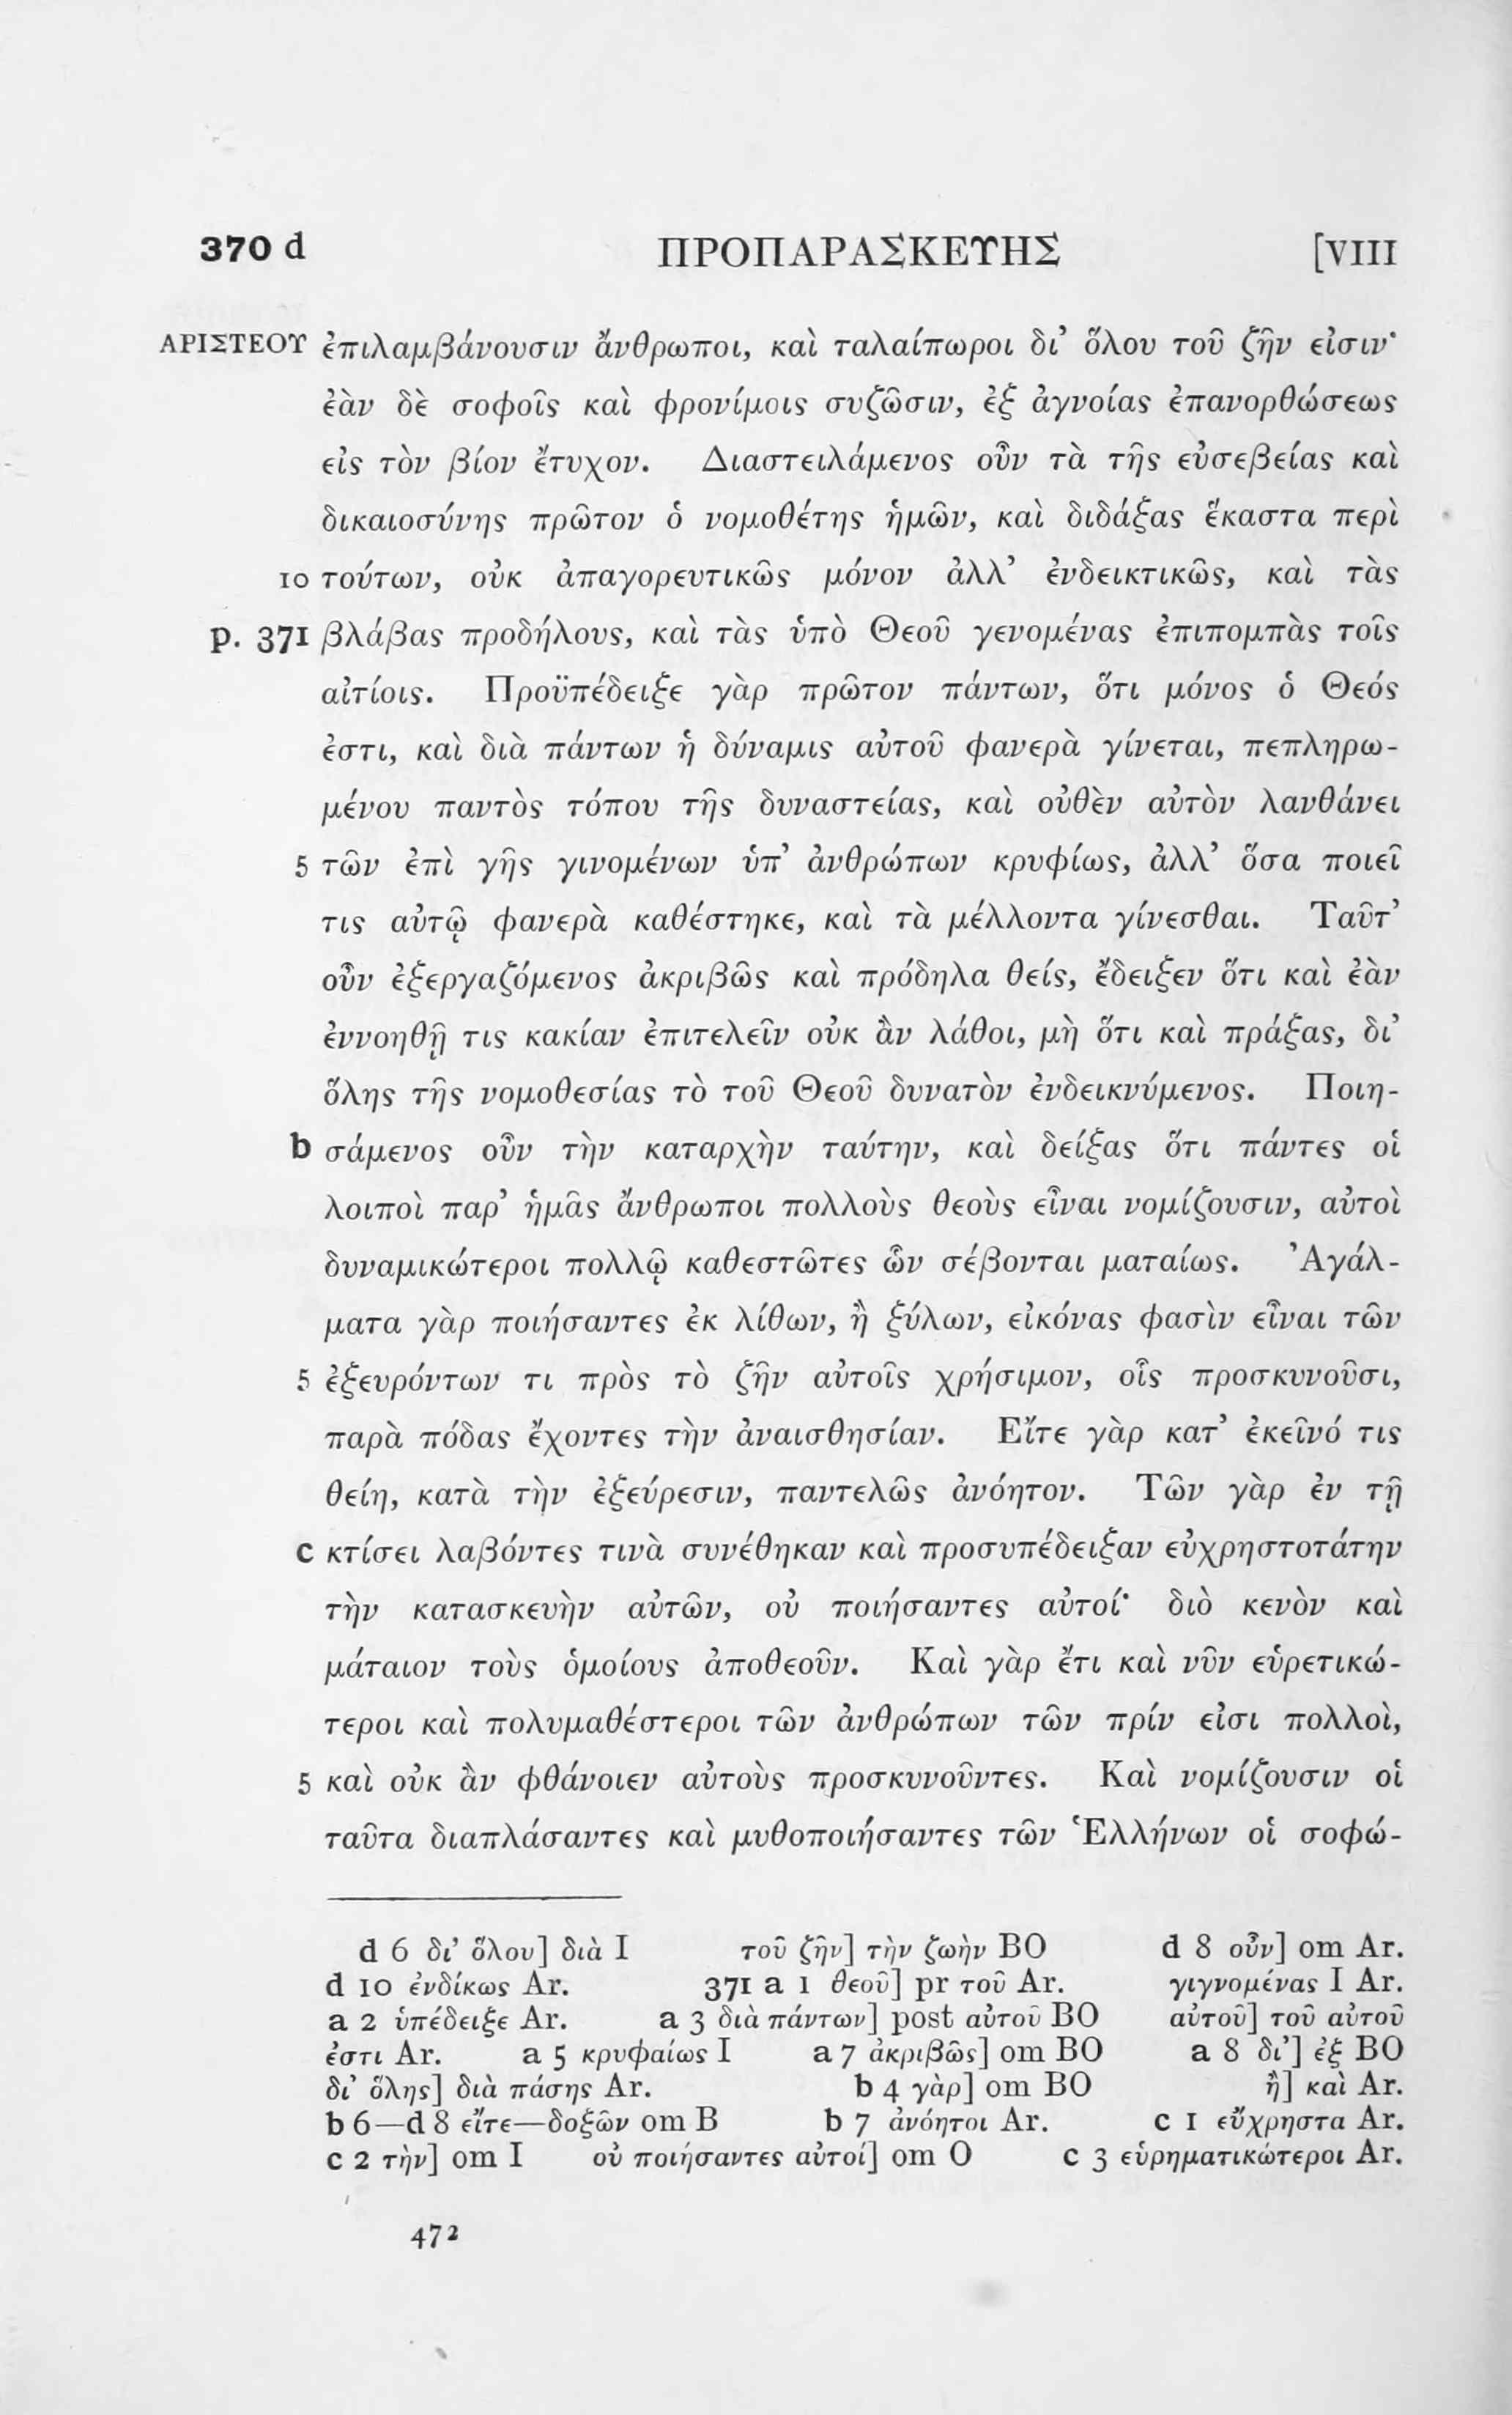 370 d ΠΡΟΠΑΡΑΣΚΕΥΗΣ [VIII
ΑΡΙΣΤΕΟΥ ἐπιλαμβάνουσιν ἄνθρωποι, καὶ ταλαίπωροι δι’ ὅλου τοῦ ζῆν εἰσιν·
ἐὰν δὲ σοφοῖς καὶ φρονίμοις συζῶσιν, ἐξ ἀγνοίας ἐπανορθώσεως
εἰς τὸν βίον ἔτυχον. Διαστειλάμενος οὖν τὰ τῆς εὐσεβείας καὶ
δικαιοσύνης πρῶτον ὁ νομοθέτης ἡμῶν, καὶ διδάξας ἕκαστα περὶ
10 τούτων, οὐκ ἀπαγορευτικῶς μόνον ἀλλ’ ἐνδεικτικῶς, καὶ τὰς
p. 371 βλάβας προδήλους, καὶ τὰς ὑπὸ Θεοῦ γενομένας ἐπιπομπὰς τοῖς
αἰτίοις. Προϋπέδειξε γὰρ πρῶτον πάντων, ὅτι μόνος ὁ Θεός
ἐστι, καὶ διὰ πάντων ἡ δύναμις αὐτοῦ φανερὰ γίνεται, πεπληρω-
μένου παντὸς τόπου τῆς δυναστείας, καὶ οὐθὲν αὐτὸν λανθάνει
5 τῶν ἐπὶ γῆς γινομένων ὑπ’ ἀνθρώπων κρυφίως, ἀλλ’ ὅσα ποιεῖ
τις αὐτῷ φανερὰ καθέστηκε, καὶ τὰ μέλλοντα γίνεσθαι. Ταῦτ’
οὖν ἐξεργαζόμενος ἀκριβῶς καὶ πρόδηλα θείς, ἔδειξεν ὅτι καὶ ἐὰν
ἐννοηθῇ τις κακίαν ἐπιτελεῖν οὐκ ἂν λάθοι, μὴ ὅτι καὶ πράξας, δι’
ὅλης τῆς νομοθεσίας τὸ τοῦ Θεοῦ δυνατὸν ἐνδεικνύμενος. Ποιη-
b σάμενος οὖν τὴν καταρχὴν ταύτην, καὶ δείξας ὅτι πάντες οἱ
λοιποὶ παρ’ ἡμᾶς ἄνθρωποι πολλοὺς θεοὺς εἶναι νομίζουσιν, αὐτοὶ
δυναμικώτεροι πολλῷ καθεστῶτες ὧν σέβονται ματαίως. Ἀγάλ-
ματα γὰρ ποιήσαντες ἐκ λίθων, ἢ ξύλων, εἰκόνας φασὶν εἶναι τῶν
5 ἐξευρόντων τι πρὸς τὸ ζῆν αὐτοῖς χρήσιμον, οἷς προσκυνοῦσι,
παρὰ πόδας ἔχοντες τὴν ἀναισθησίαν. Εἴτε γὰρ κατ’ ἐκεῖνό τις
θείη, κατὰ τὴν ἐξεύρεσιν, παντελῶς ἀνόητον. Τῶν γὰρ ἐν τῇ
c κτίσει λαβόντες τινὰ συνέθηκαν καὶ προσυπέδειξαν εὐχρηστοτάτην
τὴν κατασκευὴν αὐτῶν, οὐ ποιήσαντες αὐτοί· διὸ κενὸν καὶ
μάταιον τοὺς ὁμοίους ἀποθεοῦν. Καὶ γὰρ ἔτι καὶ νῦν εὑρετικώ-
τεροι καὶ πολυμαθέστεροι τῶν ἀνθρώπων τῶν πρίν εἰσι πολλοὶ,
5 καὶ οὐκ ἂν φθάνοιεν αὐτοὺς προσκυνοῦντες. Καὶ νομίζουσιν οἱ
ταῦτα διαπλάσαντες καὶ μυθοποιήσαντες τῶν Ἑλλήνων οἱ σοφώ-
d 6 δι’ ὅλου] διὰ I τοῦ ζῆν] τὴν ζωὴν BO d 8 οὖν] om Ar.
d 10 ἐνδίκως Ar. 371 a 1 θεοῦ] pr τοῦ Ar. γιγνομένας I Ar.
a 2 ὑπέδειξε Ar. a 3 διὰ πάντων] post αὐτοῦ BO αὐτοῦ] τοῦ αὐτοῦ
ἐστι Ar. a 5 κρυφαίως I a 7 ἀκριβῶς] om BO a 8 δι’] ἐξ BO
δι’ ὅλης] διὰ πάσης Ar. b 4 γὰρ] om BO ἢ] καὶ Ar.
b 6—d 8 εἴτε—δοξῶν om B b 7 ἀνόητοι Ar. c 1 εὔχρηστα Ar.
c 2 τὴν] om I οὐ ποιήσαντες αὐτοί] om O c 3 εὑρηματικώτεροι Ar.
472